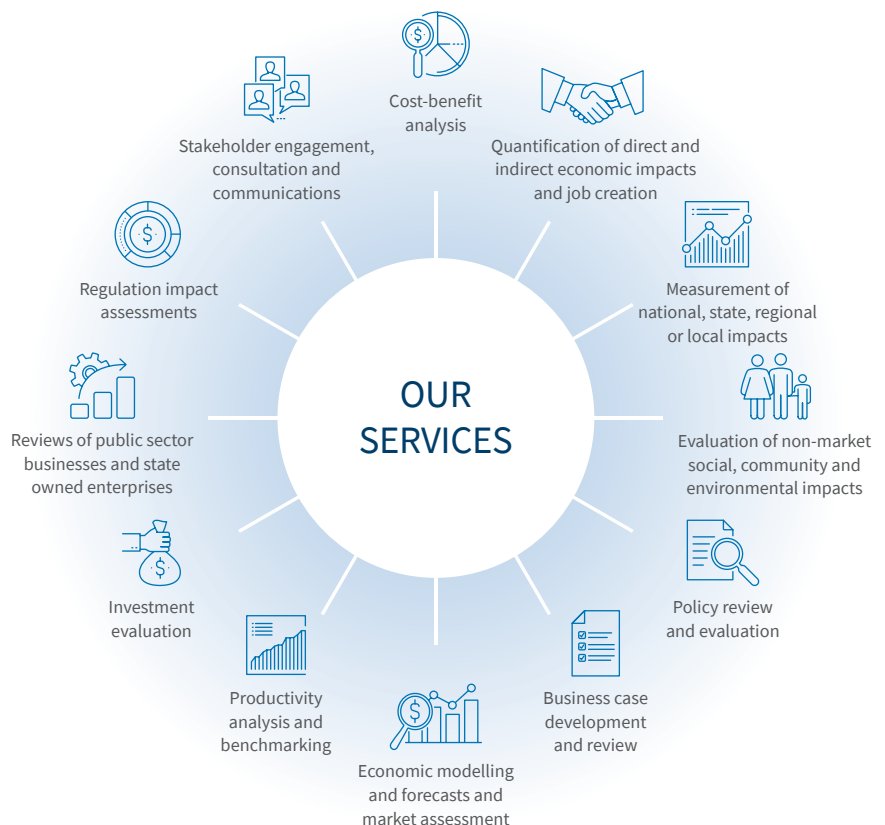 Cost-benefit
analysis
Quantification of direct and
indirect economic impacts
and job creation
Measurement of
national, state, regional
or local impacts
Evaluation of non-market
social, community and
environmental impacts
Policy review
and evaluation
Business case
development
and review
Economic modelling
and forecasts and
market assessment
Productivity
analysis and
benchmarking
Investment
evaluation
Reviews of public sector
businesses and state
owned enterprises
Regulation impact
assessments
Stakeholder engagement,
consultation and
communications
OUR
SERVICES